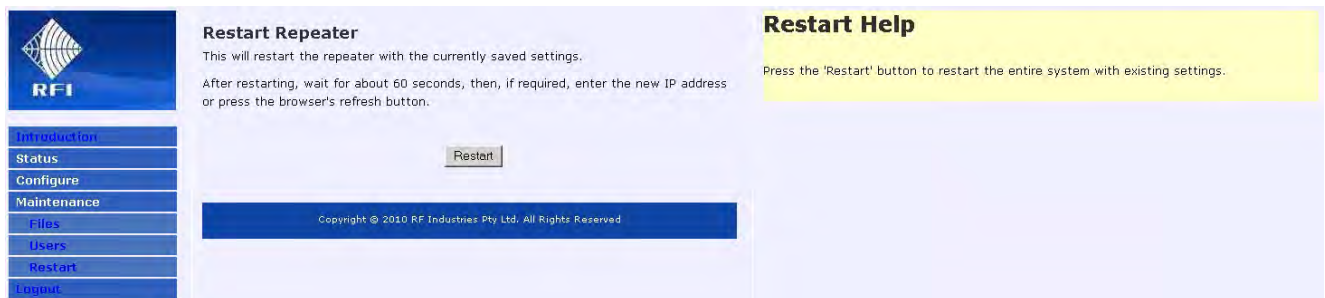 RFI
Introduction
Status
Configure
Maintenance
Files
Users
Restart
Logout
Restart Repeater
This will restart the repeater with the currently saved settings.
After restarting, wait for about 60 seconds, then, if required, enter the new IP address
or press the browser's refresh button.
Restart
Copyright © 2010 RF Industries Pty Ltd. All Rights Reserved
Restart Help
Press the 'Restart' button to restart the entire system with existing settings.